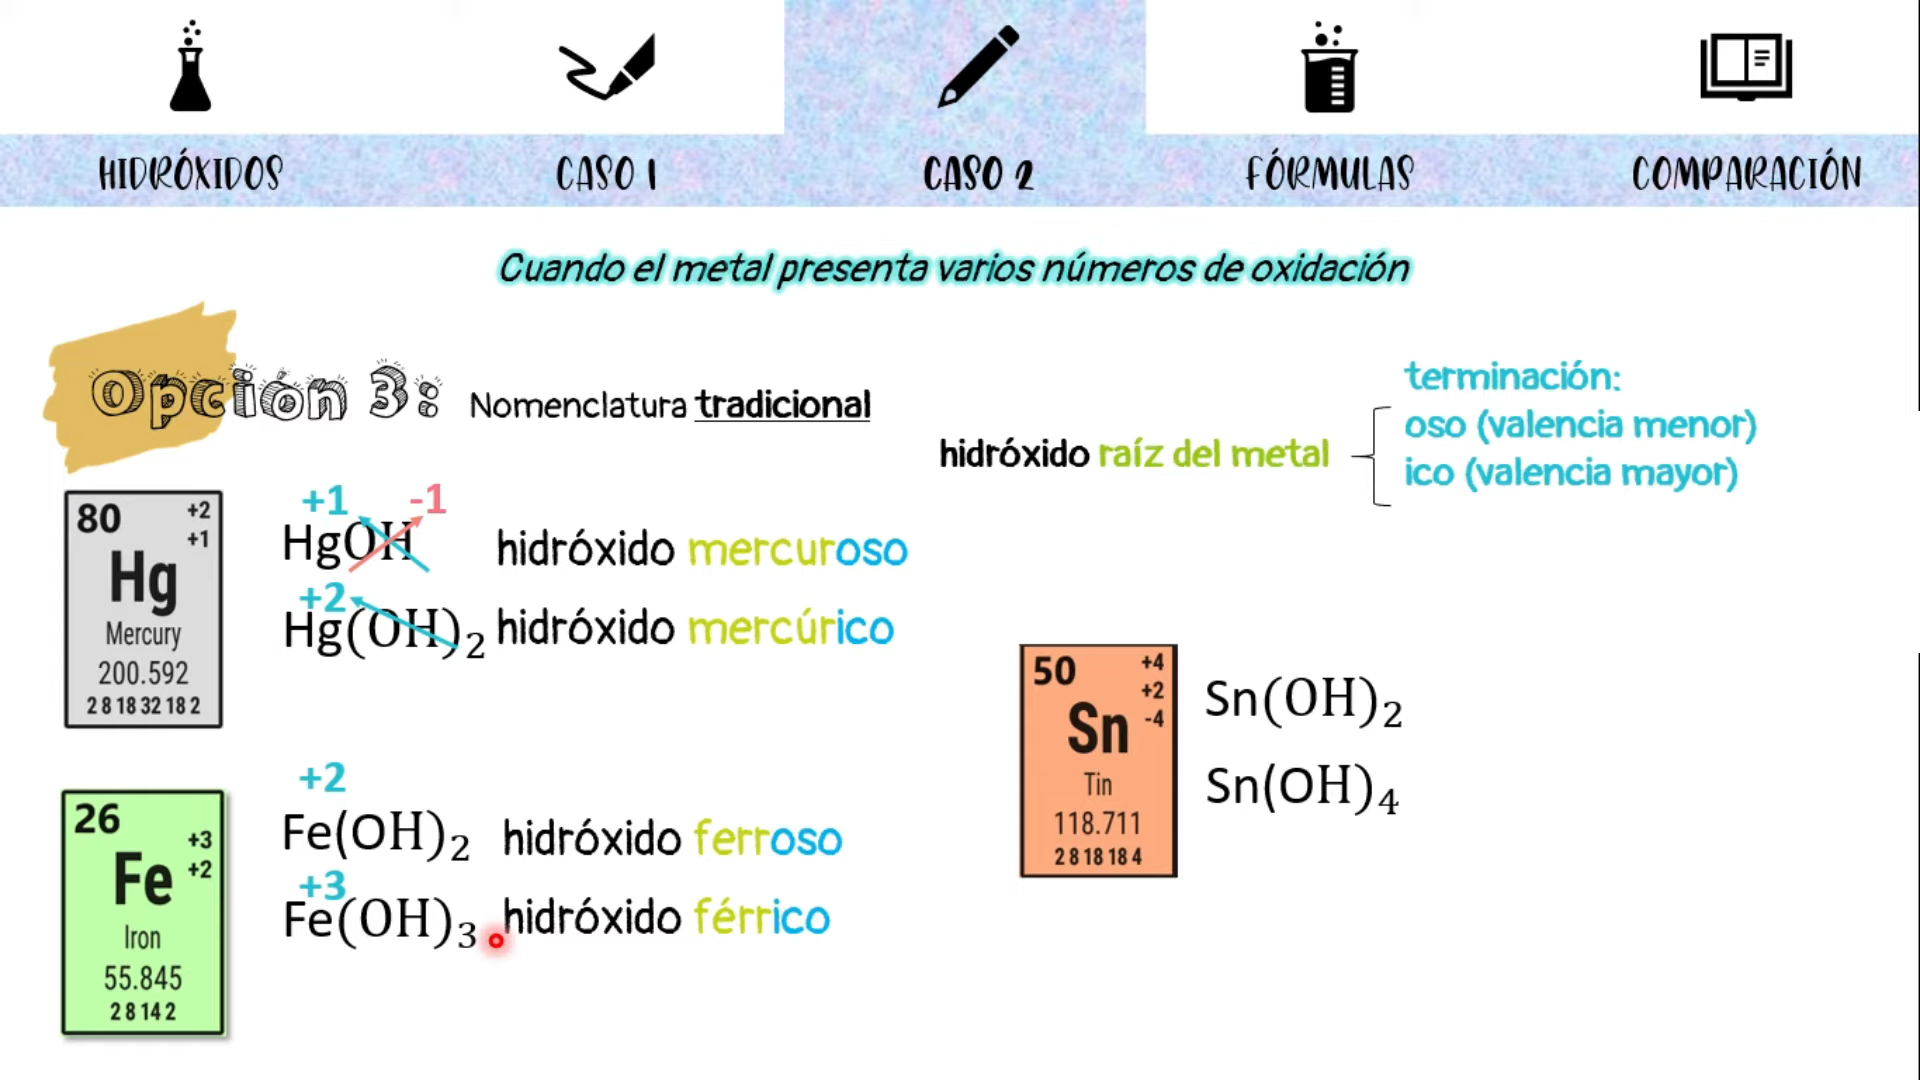 HIDRÓXIDOS
CASO 1
CASO 2
FÓRMULAS
COMPARACIÓN
Cuando el metal presenta varios números de oxidación
Opción 3: Nomenclatura tradicional
hidróxido raíz del metal
terminación:
oso (valencia menor)
ico (valencia mayor)
80 +2
+1
Hg
Mercury
200.592
2 8 18 32 18 2
+1 -1
HgOH hidróxido mercuroso
+2
Hg(OH)₂ hidróxido mercúrico
26
+3
Fe +2
Iron
55.845
2 8 14 2
+2
Fe(OH)₂ hidróxido ferroso
+3
Fe(OH)₃ hidróxido férrico
50 +4
+2
Sn -4
Tin
118.711
2 8 18 18 4
Sn(OH)₂
Sn(OH)₄